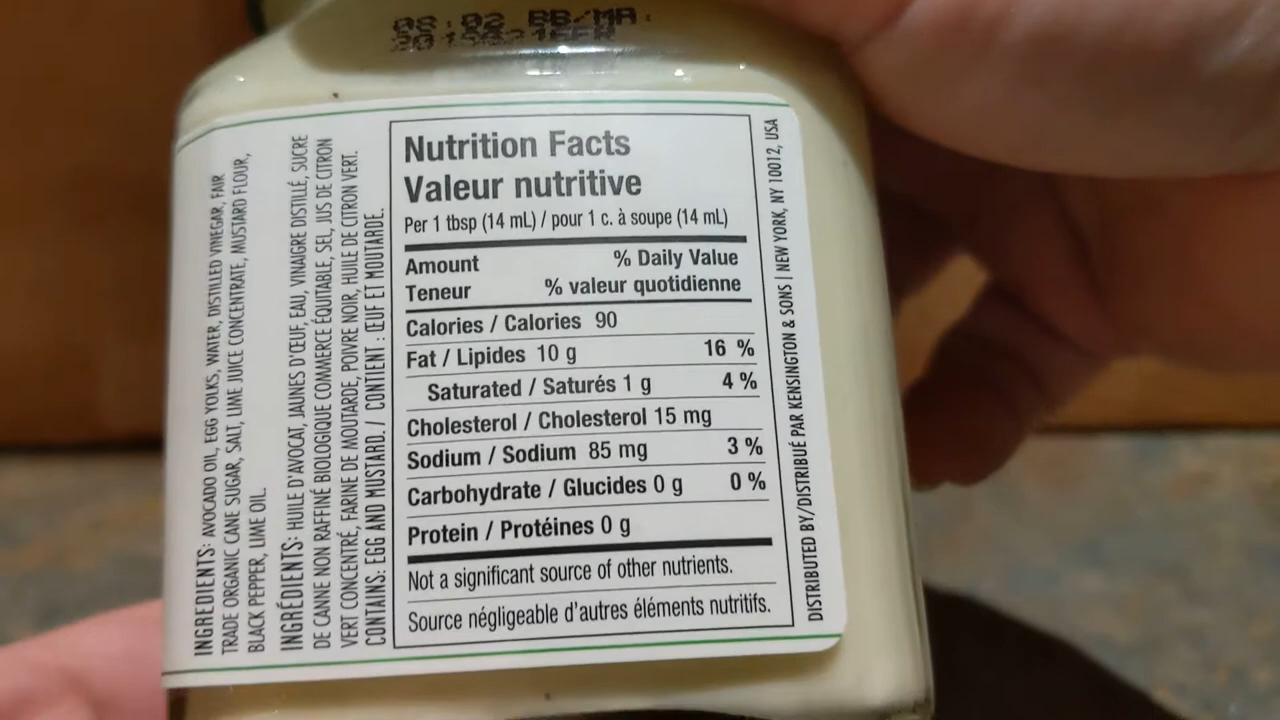 BB/MA
Nutrition Facts
Valeur nutritive
Per 1 tbsp (14 mL) / pour 1 c. à soupe (14 mL)
Amount % Daily Value
Teneur % valeur quotidienne
Calories / Calories 90
Fat / Lipides 10 g 16 %
Saturated / Saturés 1 g 4 %
Cholesterol / Cholesterol 15 mg
Sodium / Sodium 85 mg 3 %
Carbohydrate / Glucides 0 g 0 %
Protein / Protéines 0 g
Not a significant source of other nutrients.
Source négligeable d'autres éléments nutritifs.
INGREDIENTS: AVOCADO OIL, EGG YOLKS, WATER, DISTILLED VINEGAR, FAIR
TRADE ORGANIC CANE SUGAR, SALT, LIME JUICE CONCENTRATE, MUSTARD FLOUR,
BLACK PEPPER, LIME OIL.
INGRÉDIENTS: HUILE D'AVOCAT, JAUNES D'ŒUF, EAU, VINAIGRE DISTILLÉ, SUCRE
DE CANNE NON RAFFINÉ BIOLOGIQUE COMMERCE ÉQUITABLE, SEL, JUS DE CITRON
VERT CONCENTRÉ, FARINE DE MOUTARDE, POIVRE NOIR, HUILE DE CITRON VERT.
CONTAINS: EGG AND MUSTARD. / CONTIENT : ŒUF ET MOUTARDE.
DISTRIBUTED BY/DISTRIBUÉ PAR KENSINGTON & SONS | NEW YORK, NY 10012, USA